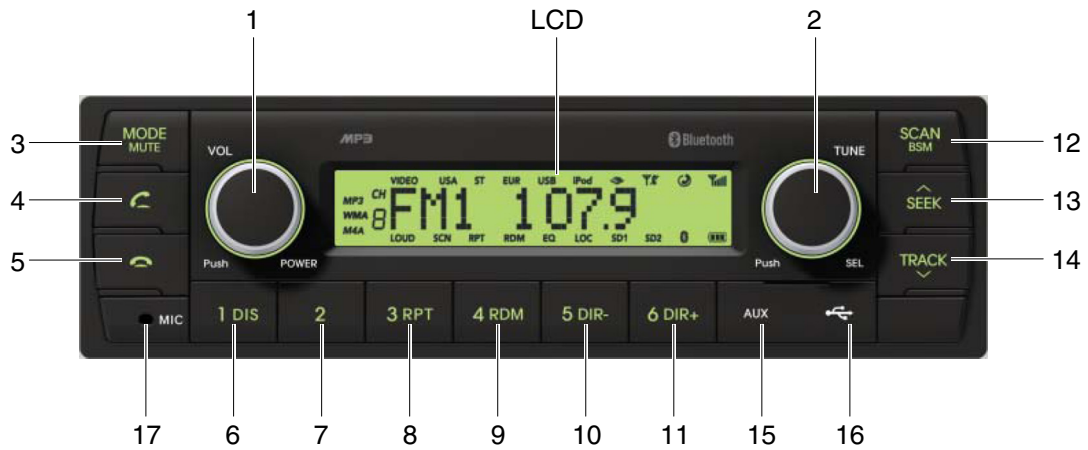 1 LCD 2
MP3 Bluetooth
3 MODE MUTE VOL TUNE SCAN BSM 12
VIDEO USA ST EUR USB iPod
MP3 CH
WMA 8 FM1 107.9
M4A
LOUD SCN RPT RDM EQ LOC SD1 SD2
4 SEEK 13
5 Push POWER Push SEL TRACK 14
MIC 1 DIS 2 3 RPT 4 RDM 5 DIR- 6 DIR+ AUX
17 6 7 8 9 10 11 15 16